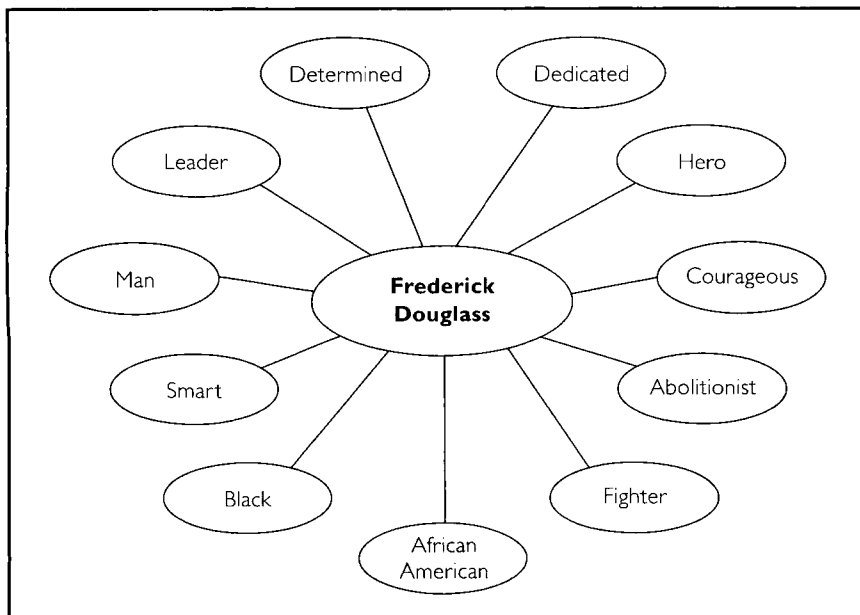 Determined
Dedicated
Leader
Hero
Man
Frederick
Douglass
Courageous
Smart
Abolitionist
Black
Fighter
African
American